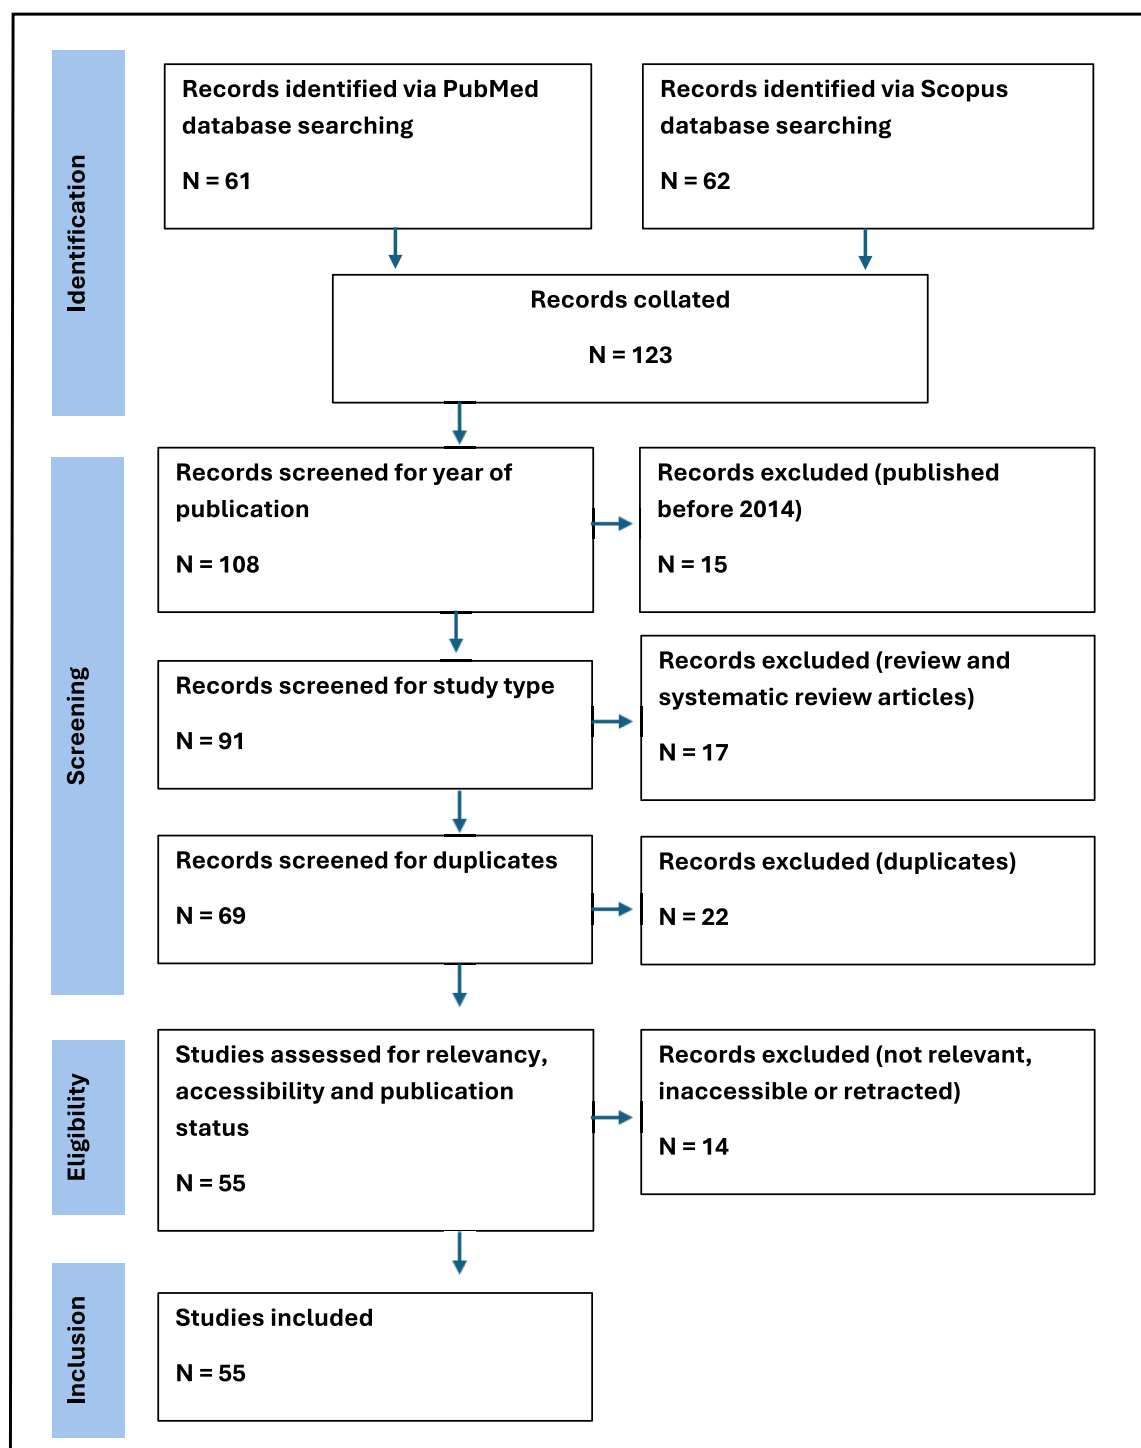 Identification
Records identified via PubMed
database searching
N = 61
Records identified via Scopus
database searching
N = 62
Records collated
N = 123
Screening
Records screened for year of
publication
N = 108
Records excluded (published
before 2014)
N = 15
Records screened for study type
N = 91
Records excluded (review and
systematic review articles)
N = 17
Records screened for duplicates
N = 69
Records excluded (duplicates)
N = 22
Eligibility
Studies assessed for relevancy,
accessibility and publication
status
N = 55
Records excluded (not relevant,
inaccessible or retracted)
N = 14
Inclusion
Studies included
N = 55